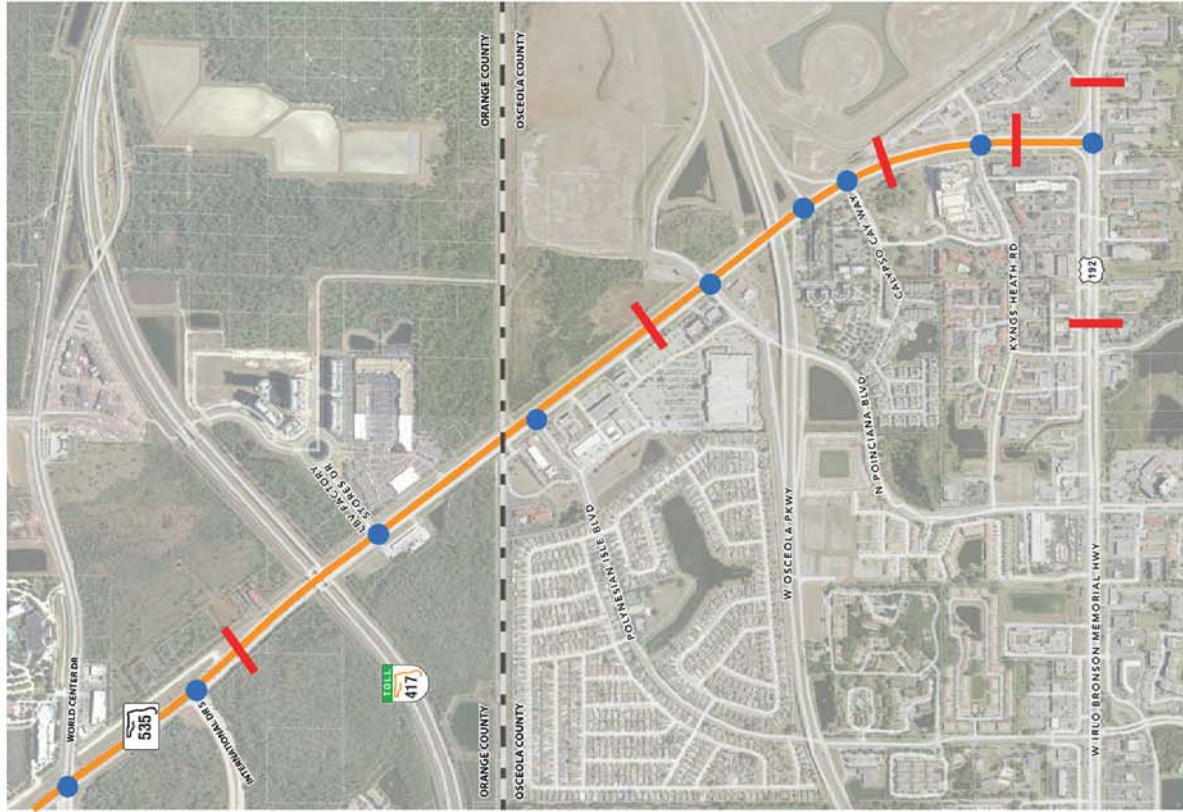 WORLD CENTER DR
535
INTERNATIONAL DR S
TOLL
417
LBV FACTORY
STORES DR
ORANGE COUNTY
OSCEOLA COUNTY
ORANGE COUNTY
OSCEOLA COUNTY
POLYNESIAN ISLE BLVD
W OSCEOLA PKWY
N POINCIANA BLVD
CALYPSO CAY WAY
KYNGS HEATH RD
192
W IRLO BRONSON MEMORIAL HWY